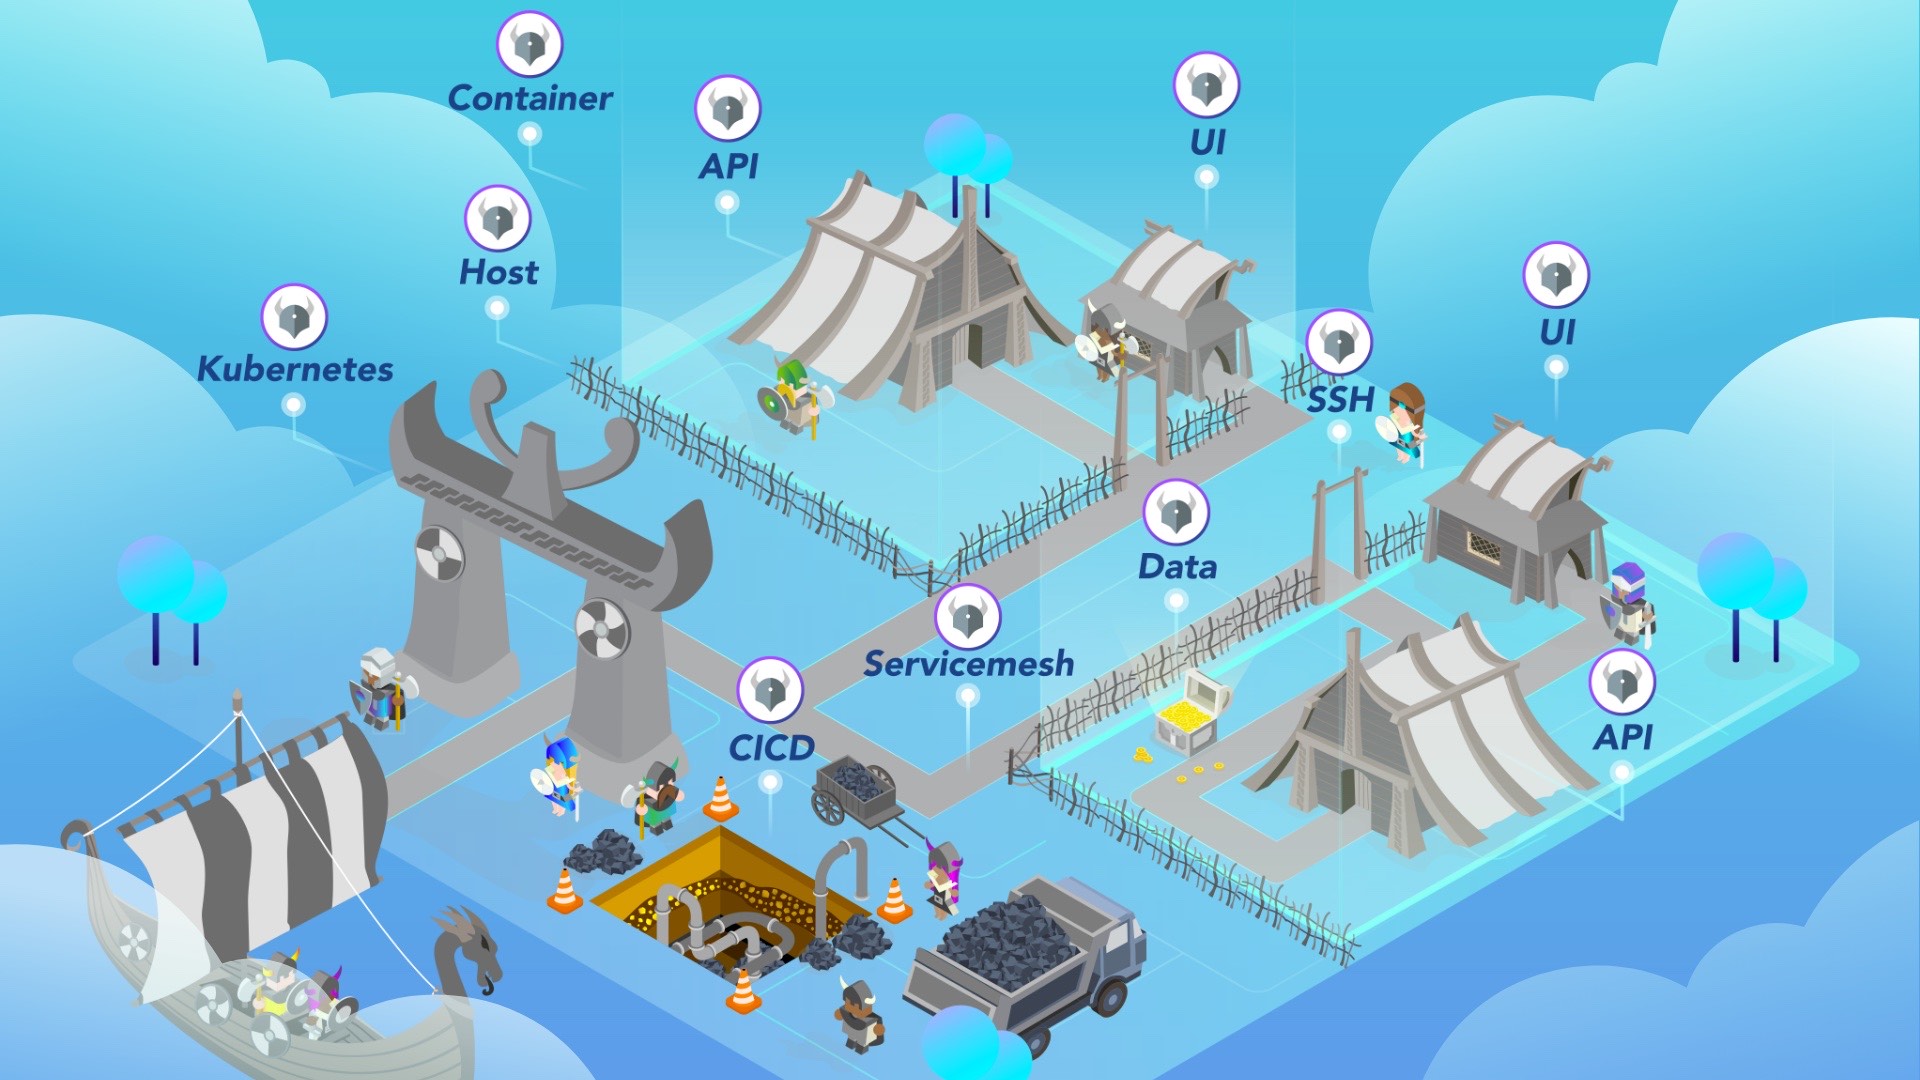 Container
API
UI
Host
Kubernetes
UI
SSH
Data
Servicemesh
CICD
API